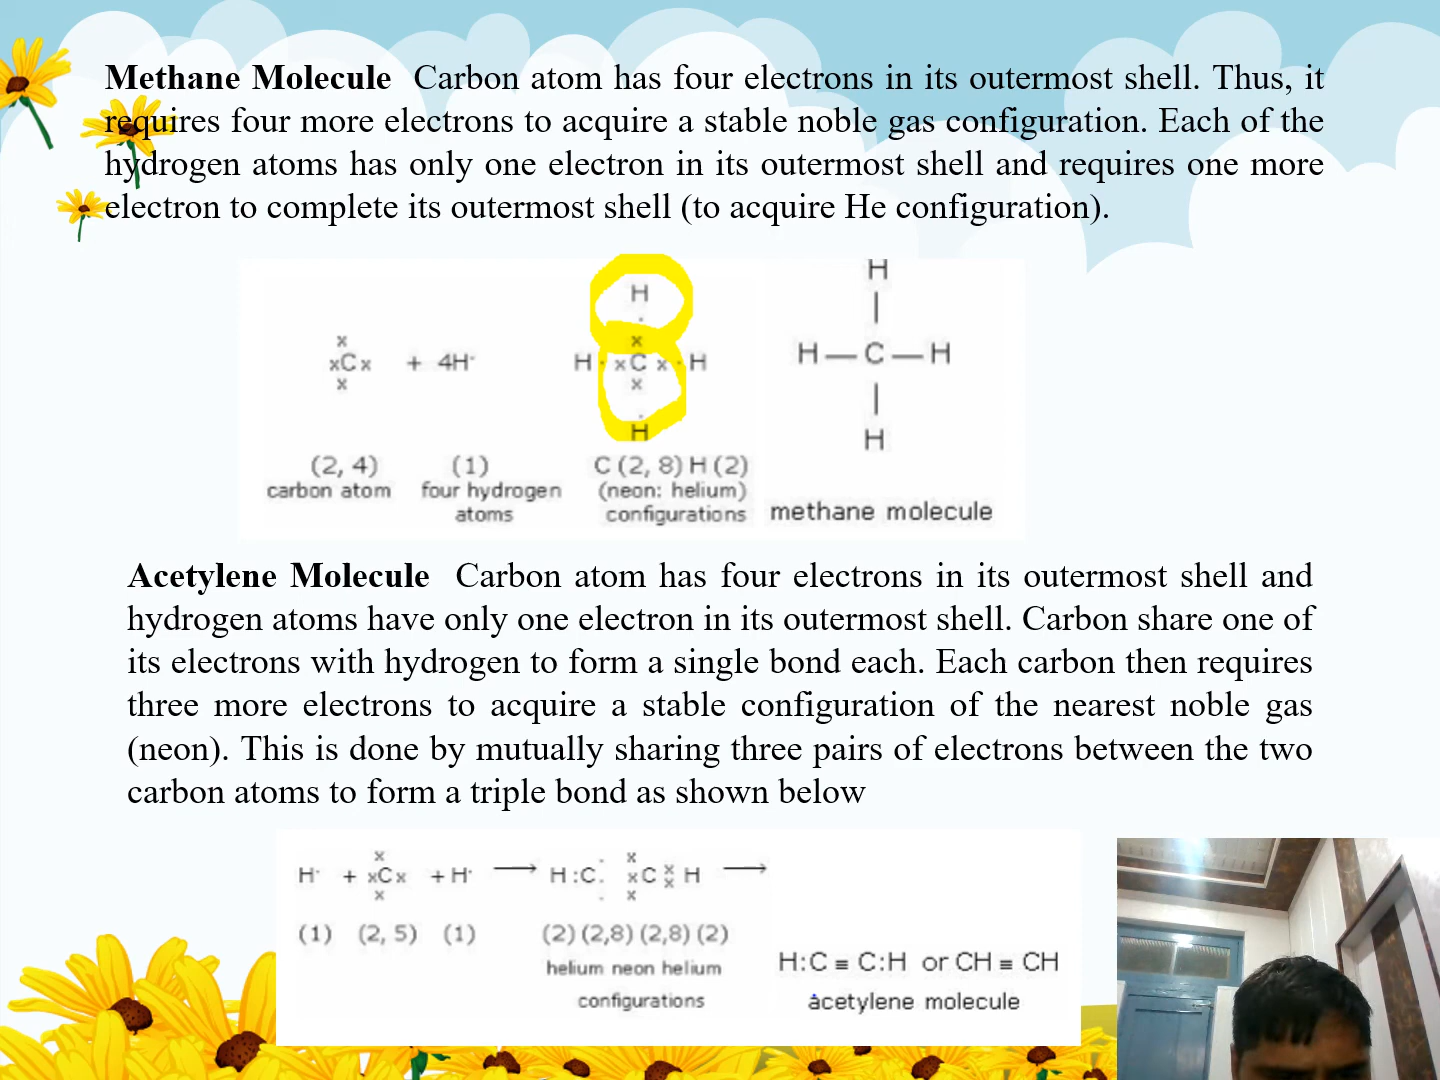 Methane Molecule Carbon atom has four electrons in its outermost shell. Thus, it
requires four more electrons to acquire a stable noble gas configuration. Each of the
hydrogen atoms has only one electron in its outermost shell and requires one more
electron to complete its outermost shell (to acquire He configuration).
H
H
x
x
xCx + 4H· H · xC x · H H — C — H
x
x
H
H
(2, 4) (1) C (2, 8) H (2)
carbon atom four hydrogen (neon: helium)
atoms configurations methane molecule
Acetylene Molecule Carbon atom has four electrons in its outermost shell and
hydrogen atoms have only one electron in its outermost shell. Carbon share one of
its electrons with hydrogen to form a single bond each. Each carbon then requires
three more electrons to acquire a stable configuration of the nearest noble gas
(neon). This is done by mutually sharing three pairs of electrons between the two
carbon atoms to form a triple bond as shown below
x . x
H· + xCx + H· ⟶ H :C. xC x x H ⟶
x . x
(1) (2, 5) (1) (2) (2,8) (2,8) (2)
helium neon helium
H:C ≡ C:H or CH ≡ CH
configurations acetylene molecule